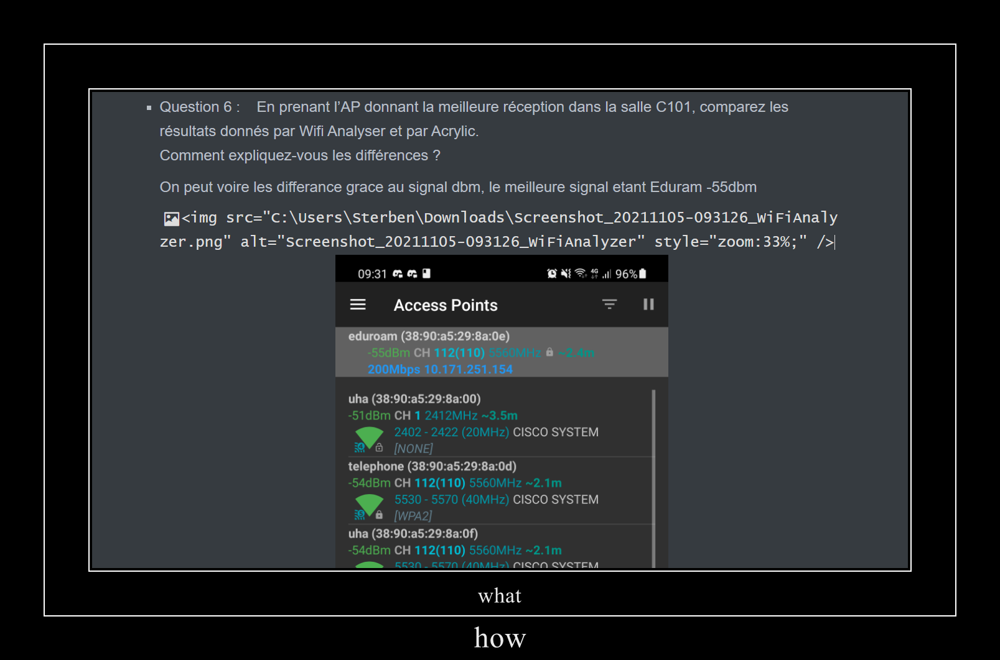 Question 6 : En prenant l’AP donnant la meilleure réception dans la salle C101, comparez les
résultats donnés par Wifi Analyser et par Acrylic.
Comment expliquez-vous les différences ?
On peut voire les differance grace au signal dbm, le meilleure signal etant Eduram -55dbm
<img src="C:\Users\Sterben\Downloads\Screenshot_20211105-093126_WiFiAnaly
zer.png" alt="Screenshot_20211105-093126_WiFiAnalyzer" style="zoom:33%;" />
09:31 4G 96%
Access Points
eduroam (38:90:a5:29:8a:0e)
-55dBm CH 112(110) 5560MHz ~2.4m
200Mbps 10.171.251.154
uha (38:90:a5:29:8a:00)
-51dBm CH 1 2412MHz ~3.5m
2402 - 2422 (20MHz) CISCO SYSTEM
4 [NONE]
telephone (38:90:a5:29:8a:0d)
-54dBm CH 112(110) 5560MHz ~2.1m
5530 - 5570 (40MHz) CISCO SYSTEM
5 [WPA2]
uha (38:90:a5:29:8a:0f)
-54dBm CH 112(110) 5560MHz ~2.1m
5530 - 5570 (40MHz) CISCO SYSTEM
what
how